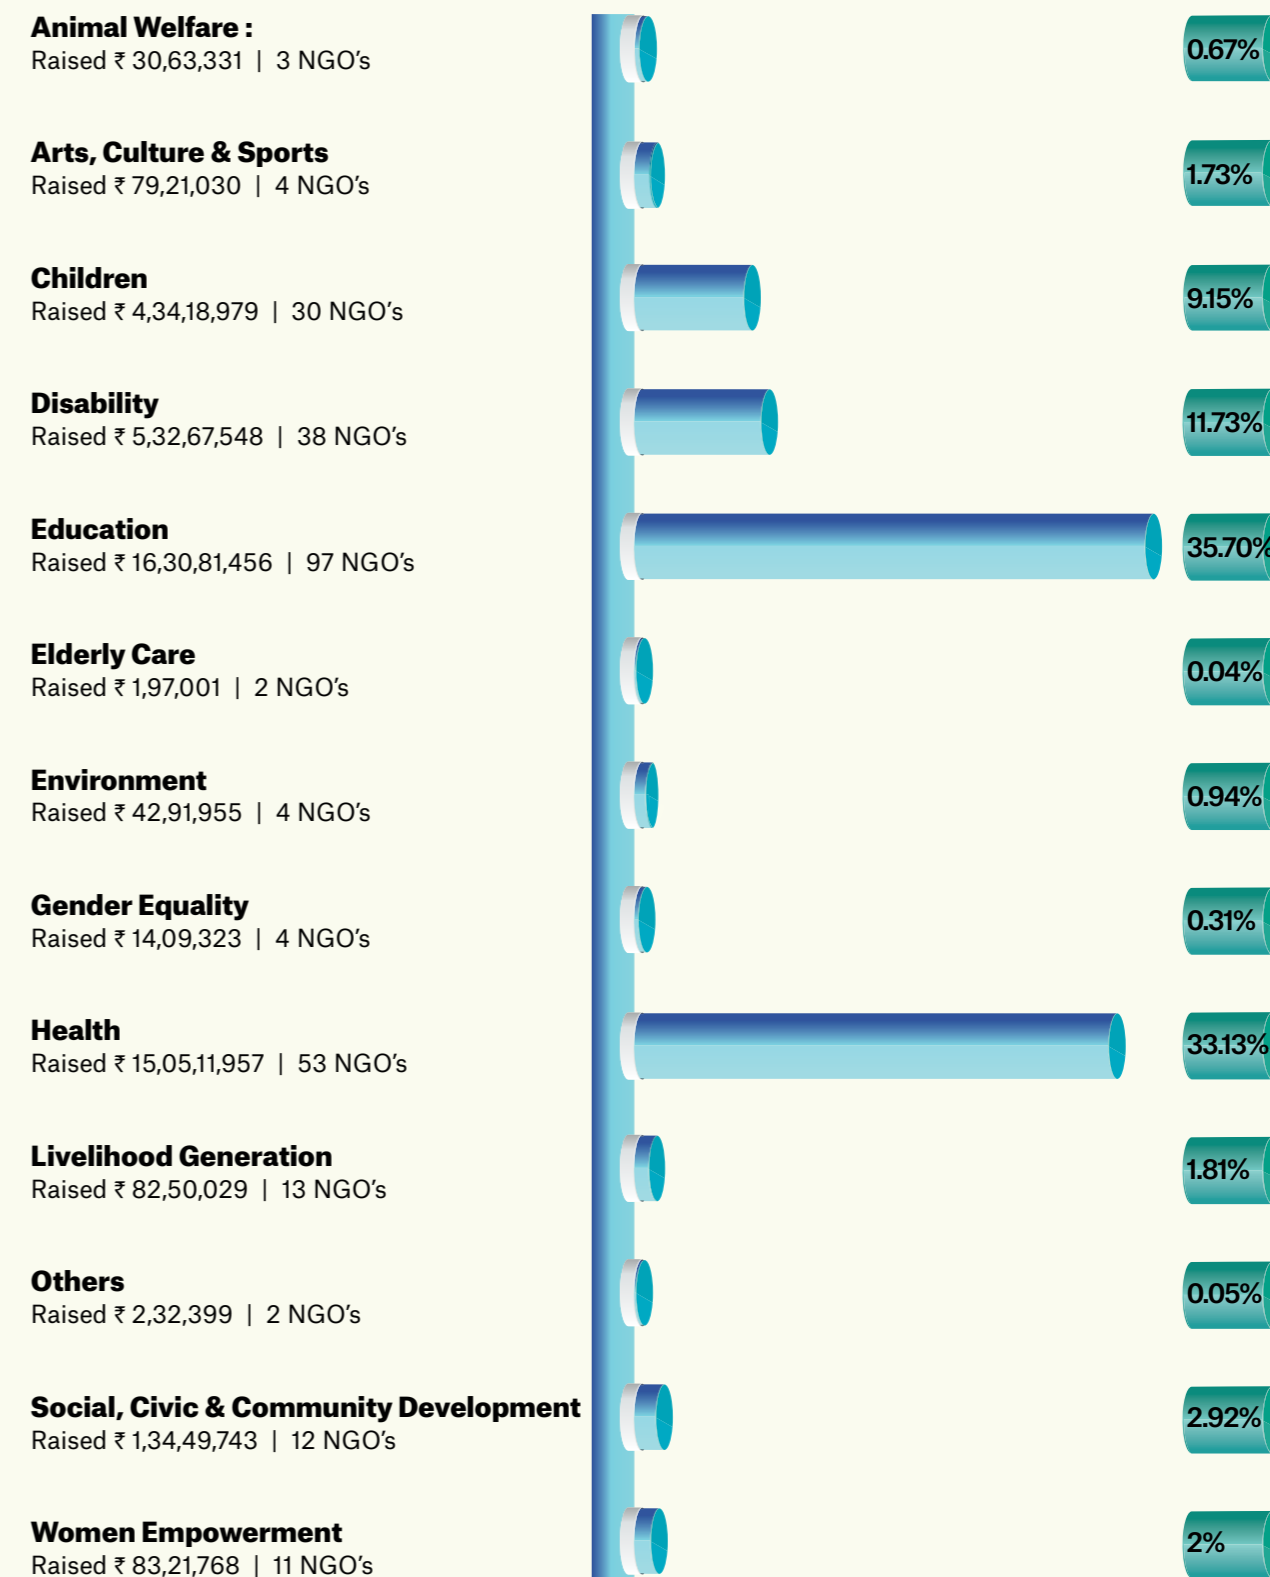 Animal Welfare :
Raised ₹ 30,63,331 | 3 NGO's
0.67%
Arts, Culture & Sports
Raised ₹ 79,21,030 | 4 NGO's
1.73%
Children
Raised ₹ 4,34,18,979 | 30 NGO's
9.15%
Disability
Raised ₹ 5,32,67,548 | 38 NGO's
11.73%
Education
Raised ₹ 16,30,81,456 | 97 NGO's
35.70%
Elderly Care
Raised ₹ 1,97,001 | 2 NGO's
0.04%
Environment
Raised ₹ 42,91,955 | 4 NGO's
0.94%
Gender Equality
Raised ₹ 14,09,323 | 4 NGO's
0.31%
Health
Raised ₹ 15,05,11,957 | 53 NGO's
33.13%
Livelihood Generation
Raised ₹ 82,50,029 | 13 NGO's
1.81%
Others
Raised ₹ 2,32,399 | 2 NGO's
0.05%
Social, Civic & Community Development
Raised ₹ 1,34,49,743 | 12 NGO's
2.92%
Women Empowerment
Raised ₹ 83,21,768 | 11 NGO's
2%